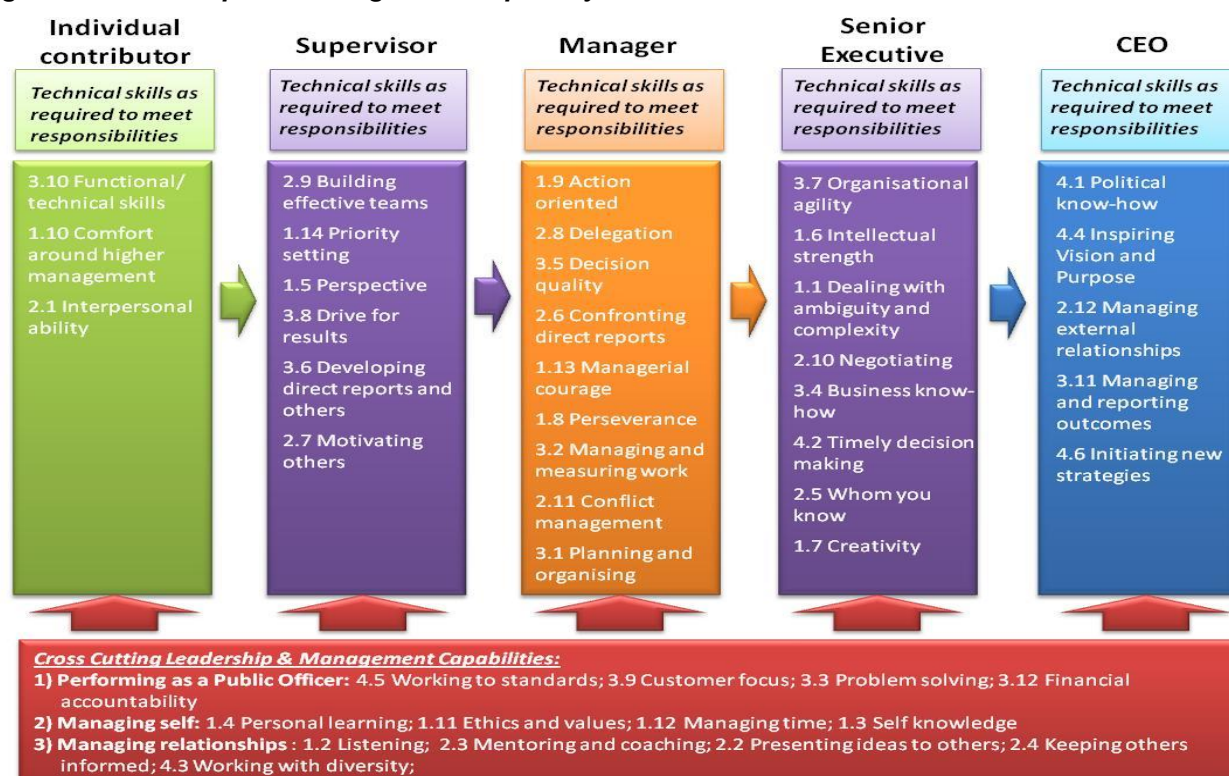 Individual
contributor
Technical skills as
required to meet
responsibilities
3.10 Functional/
technical skills
1.10 Comfort
around higher
management
2.1 Interpersonal
ability
Supervisor
Technical skills as
required to meet
responsibilities
2.9 Building
effective teams
1.14 Priority
setting
1.5 Perspective
3.8 Drive for
results
3.6 Developing
direct reports and
others
2.7 Motivating
others
Manager
Technical skills as
required to meet
responsibilities
1.9 Action
oriented
2.8 Delegation
3.5 Decision
quality
2.6 Confronting
direct reports
1.13 Managerial
courage
1.8 Perseverance
3.2 Managing and
measuring work
2.11 Conflict
management
3.1 Planning and
organising
Senior
Executive
Technical skills as
required to meet
responsibilities
3.7 Organisational
agility
1.6 Intellectual
strength
1.1 Dealing with
ambiguity and
complexity
2.10 Negotiating
3.4 Business know-
how
4.2 Timely decision
making
2.5 Whom you
know
1.7 Creativity
CEO
Technical skills as
required to meet
responsibilities
4.1 Political
know-how
4.4 Inspiring
Vision and
Purpose
2.12 Managing
external
relationships
3.11 Managing
and reporting
outcomes
4.6 Initiating new
strategies
Cross Cutting Leadership & Management Capabilities:
1) Performing as a Public Officer: 4.5 Working to standards; 3.9 Customer focus; 3.3 Problem solving; 3.12 Financial
accountability
2) Managing self: 1.4 Personal learning; 1.11 Ethics and values; 1.12 Managing time; 1.3 Self knowledge
3) Managing relationships : 1.2 Listening; 2.3 Mentoring and coaching; 2.2 Presenting ideas to others; 2.4 Keeping others
informed; 4.3 Working with diversity;